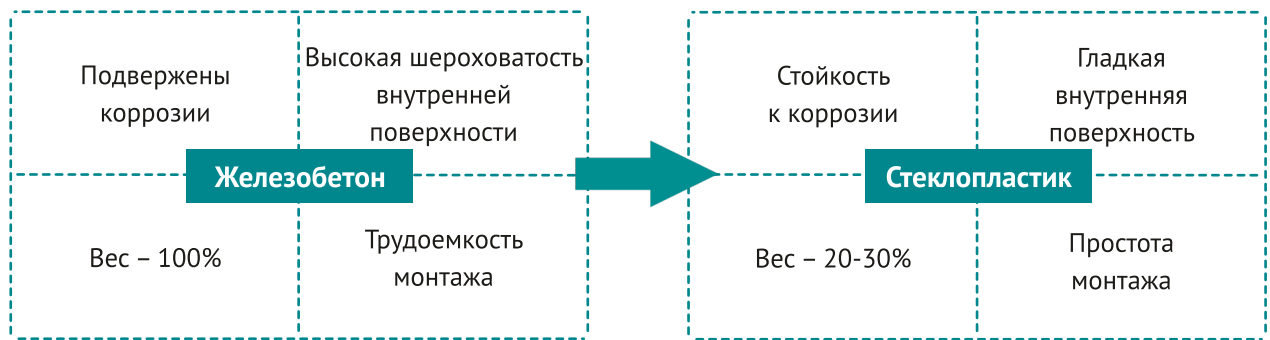 Подвержены
коррозии
Высокая шероховатость
внутренней
поверхности
Железобетон
Вес – 100%
Трудоемкость
монтажа
Стойкость
к коррозии
Гладкая
внутренняя
поверхность
Стеклопластик
Вес – 20-30%
Простота
монтажа